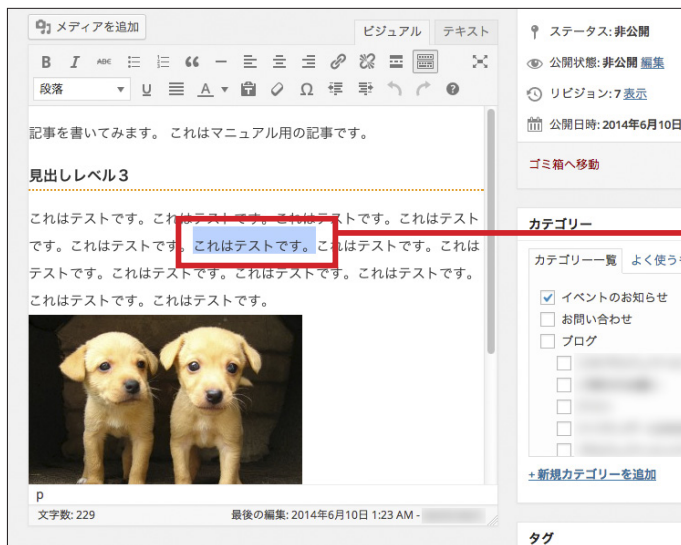 メディアを追加
ビジュアル テキスト
B I ABE
段落 U A Ω
記事を書いてみます。 これはマニュアル用の記事です。
見出しレベル3
これはテストです。これはテストです。これはテストです。これはテスト
です。これはテストです。これはテストです。これはテストです。これは
テストです。これはテストです。これはテストです。これはテストです。
これはテストです。これはテストです。
p
文字数: 229 最後の編集: 2014年6月10日 1:23 AM -
ステータス: 非公開
公開状態: 非公開 編集
リビジョン: 7 表示
公開日時: 2014年6月10日
ゴミ箱へ移動
カテゴリー
カテゴリー一覧 よく使う
イベントのお知らせ
お問い合わせ
ブログ
+ 新規カテゴリーを追加
タグ